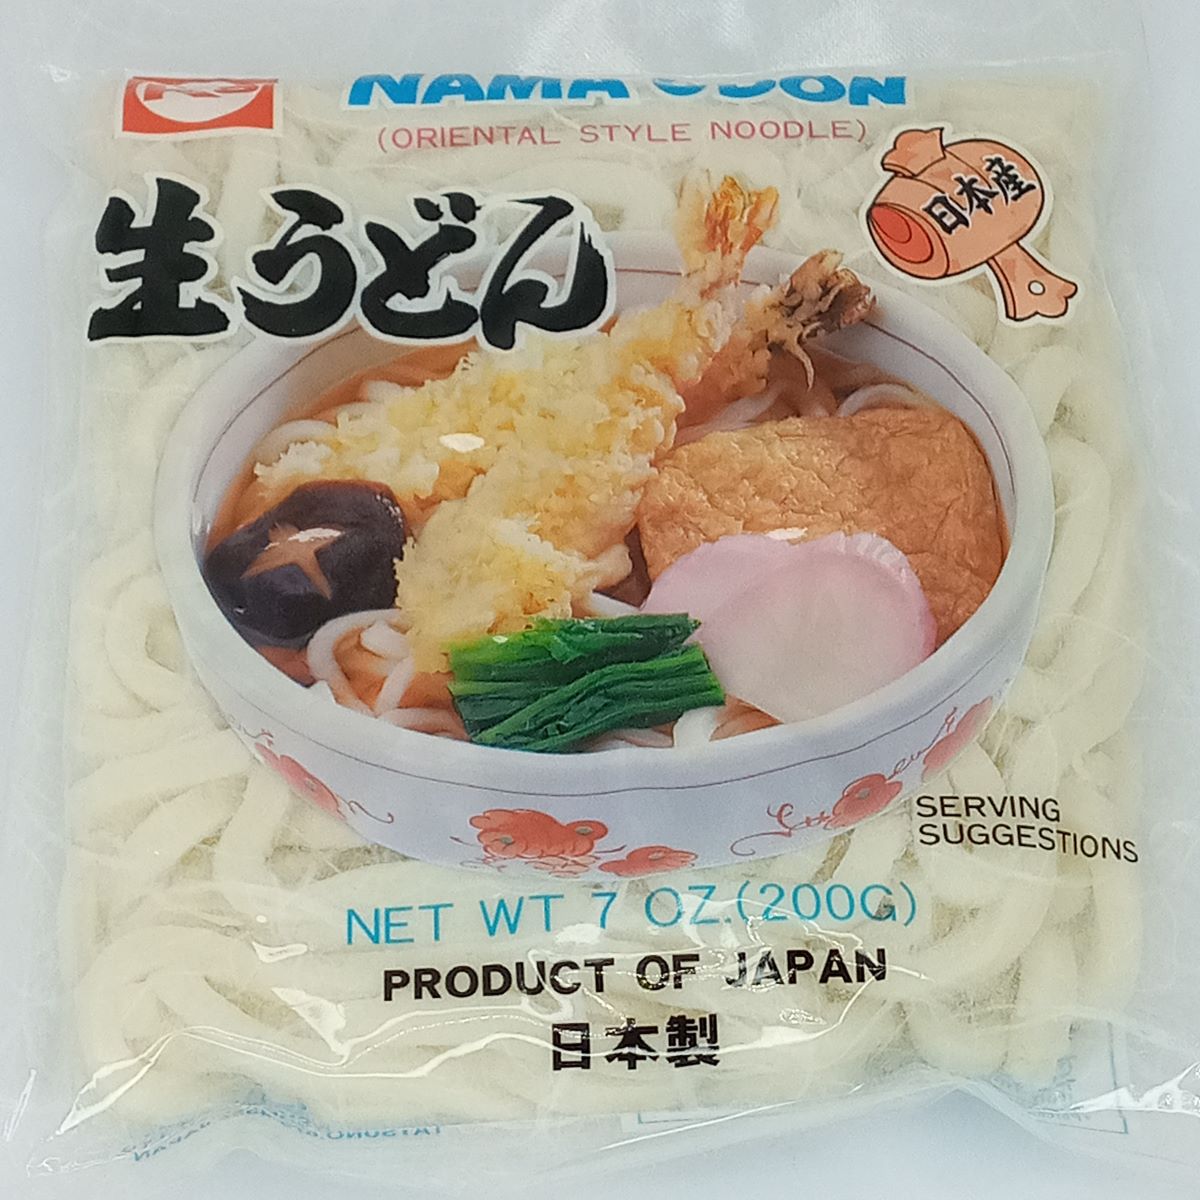 NAMA UDON
(ORIENTAL STYLE NOODLE)
生うどん
日本産
SERVING
SUGGESTIONS
NET WT 7 OZ.(200G)
PRODUCT OF JAPAN
日本製